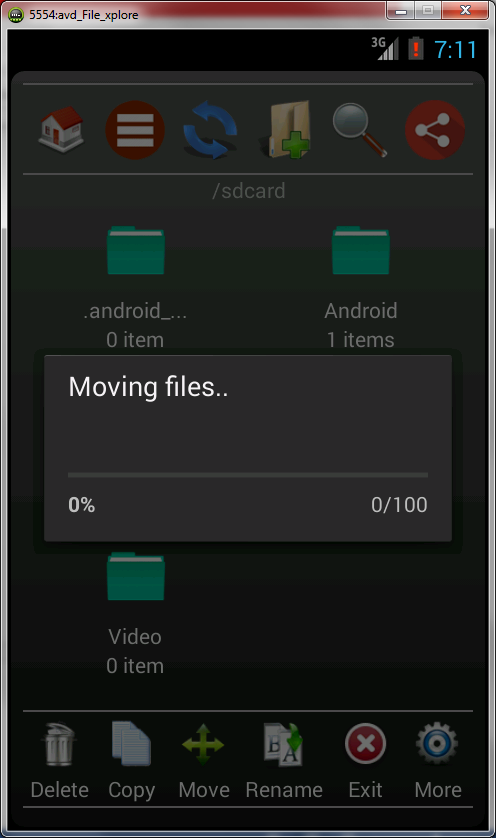 5554:avd_File_xplore
3G 7:11
/sdcard
.android_... Android
0 item 1 items
Moving files..
0% 0/100
Video
0 item
Delete Copy Move Rename Exit More